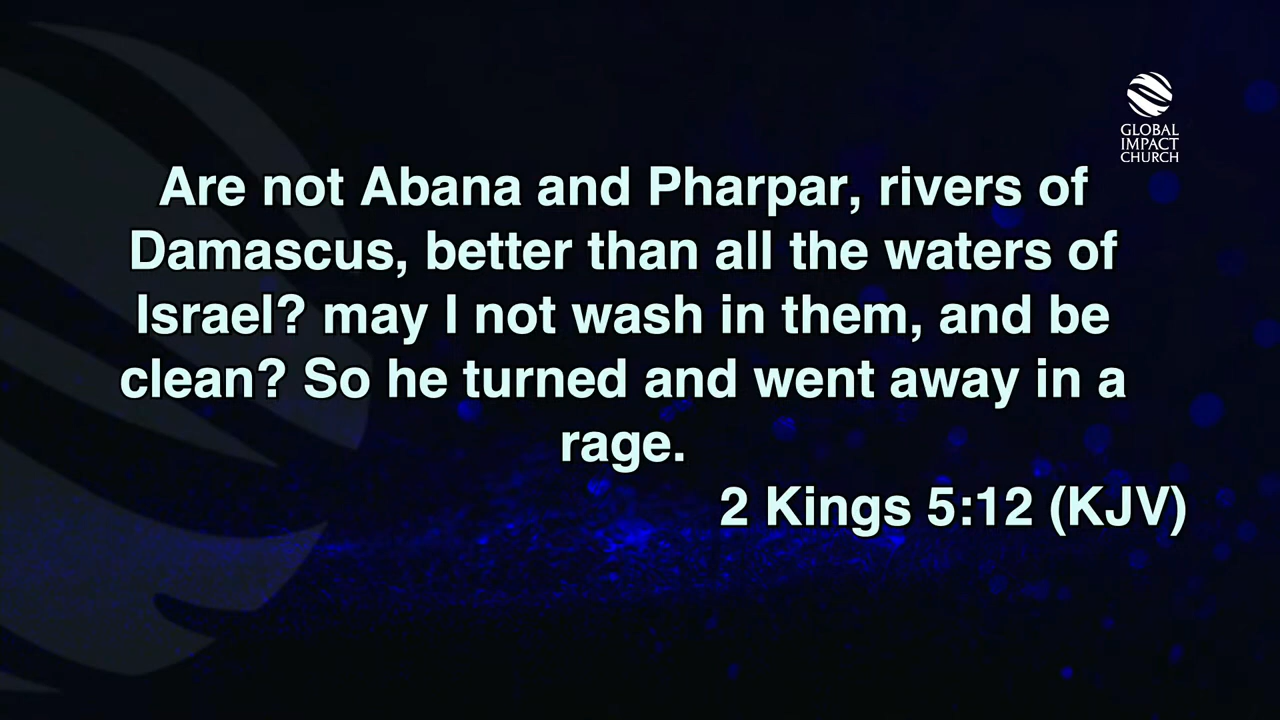 GLOBAL
IMPACT
CHURCH
Are not Abana and Pharpar, rivers of
Damascus, better than all the waters of
Israel? may I not wash in them, and be
clean? So he turned and went away in a
rage.
2 Kings 5:12 (KJV)